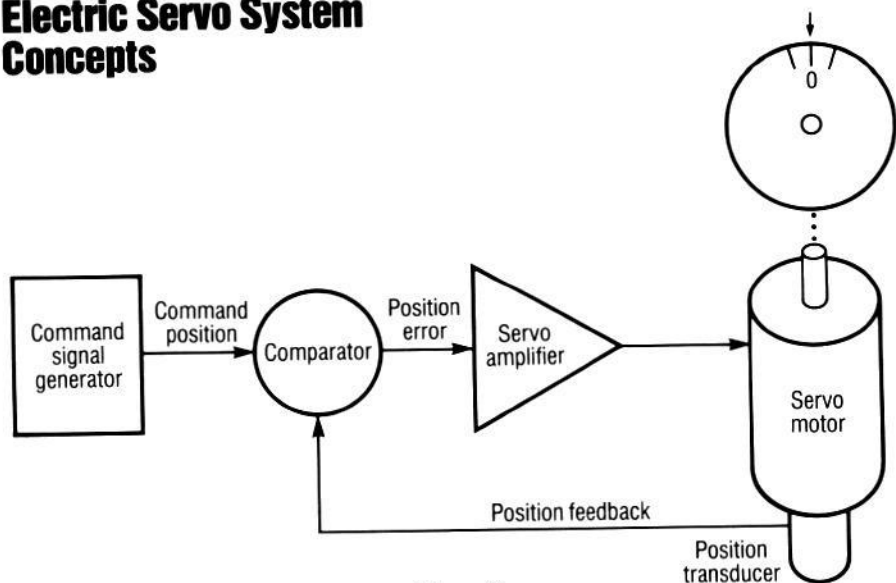 Electric Servo System
Concepts
0
Command
signal
generator
Command
position
Comparator
Position
error
Servo
amplifier
Servo
motor
Position feedback
Position
transducer